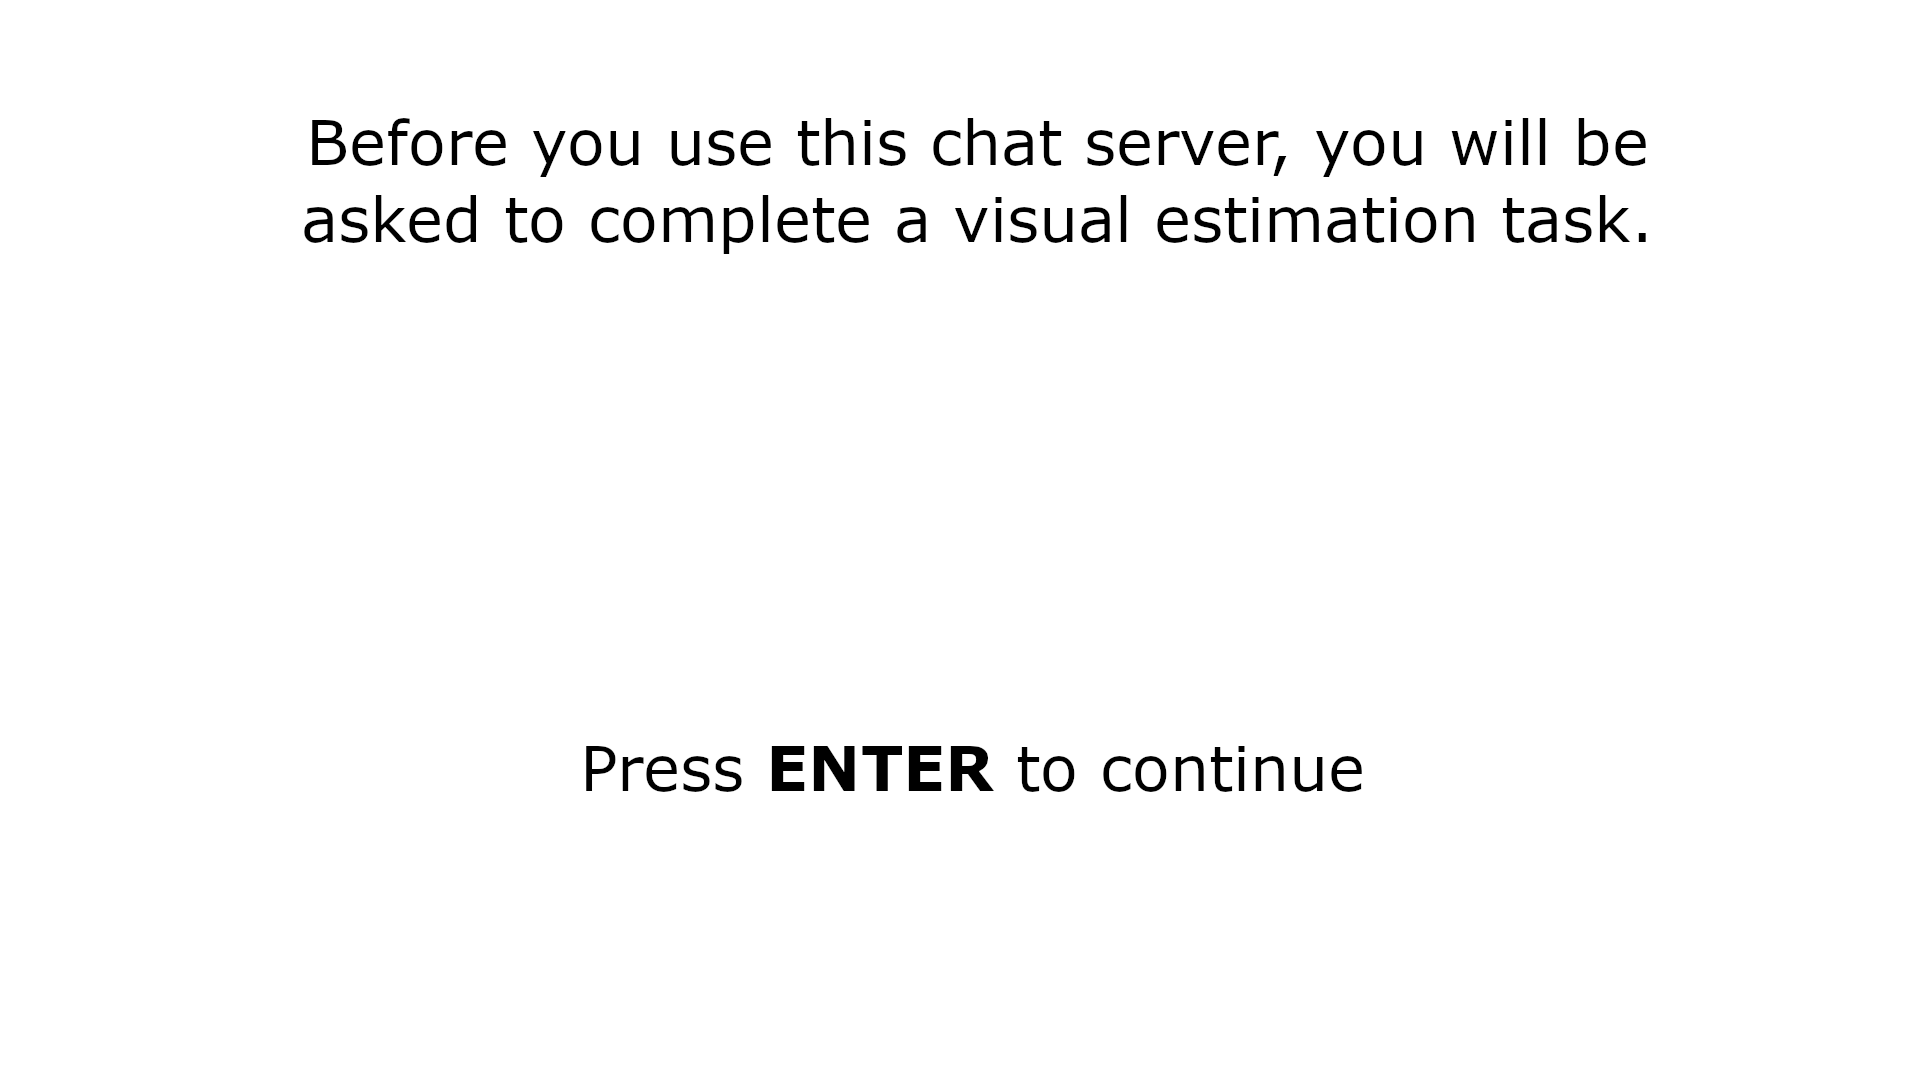 Before you use this chat server, you will be
asked to complete a visual estimation task.
Press ENTER to continue